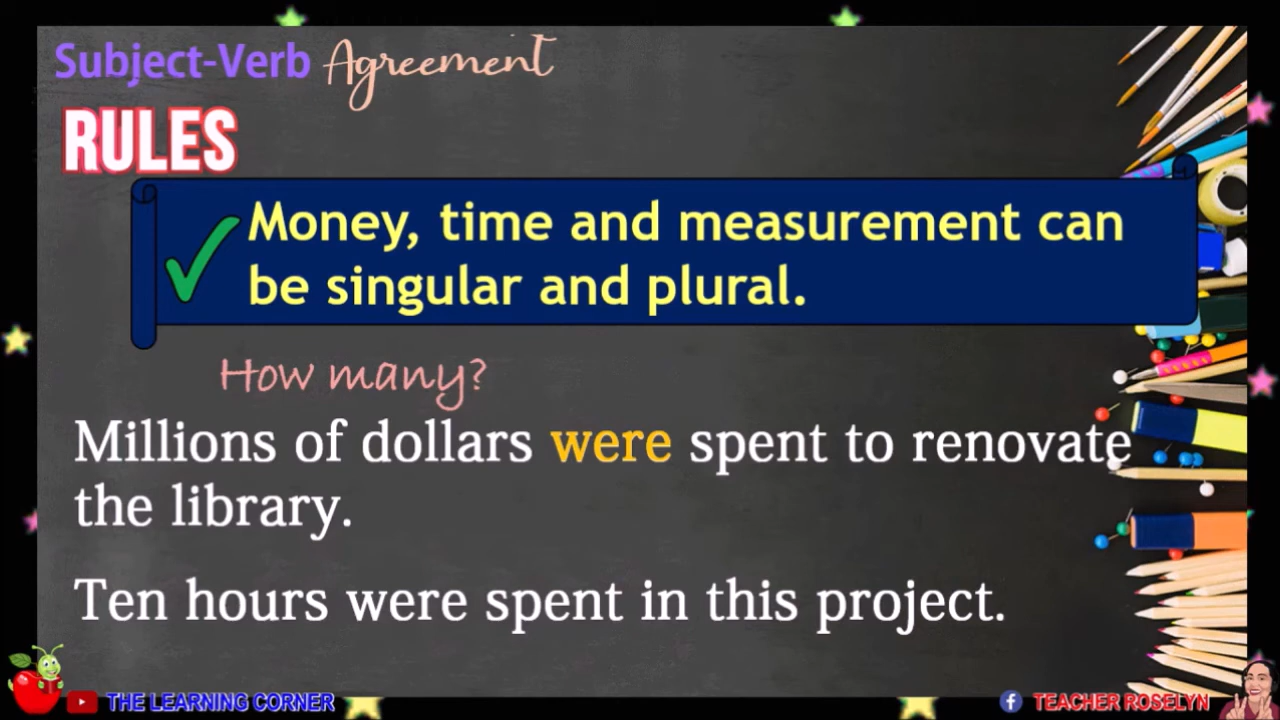 Subject-Verb Agreement
RULES
Money, time and measurement can
be singular and plural.
How many?
Millions of dollars were spent to renovate
the library.
Ten hours were spent in this project.
THE LEARNING CORNER
TEACHER ROSELYN